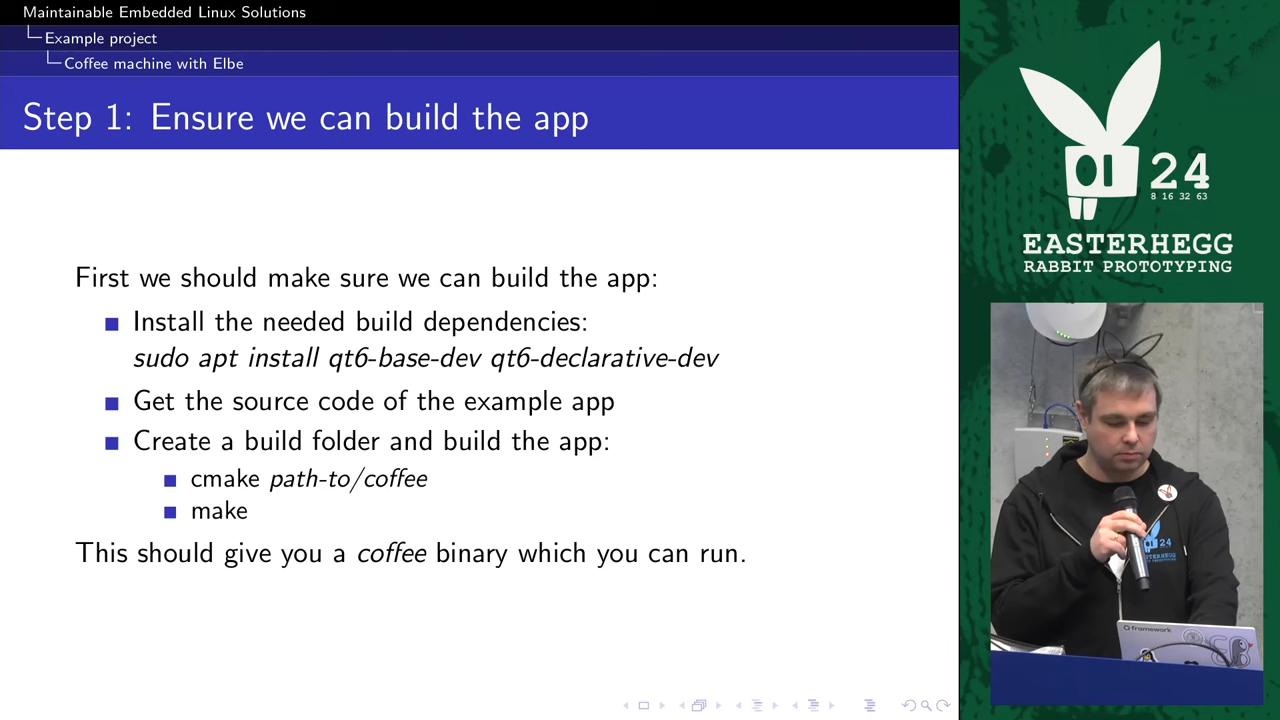 Maintainable Embedded Linux Solutions
Example project
Coffee machine with Elbe
Step 1: Ensure we can build the app
First we should make sure we can build the app:
Install the needed build dependencies:
sudo apt install qt6-base-dev qt6-declarative-dev
Get the source code of the example app
Create a build folder and build the app:
cmake path-to/coffee
make
This should give you a coffee binary which you can run.
24
8 16 32 63
EASTERHEGG
RABBIT PROTOTYPING
24
framework